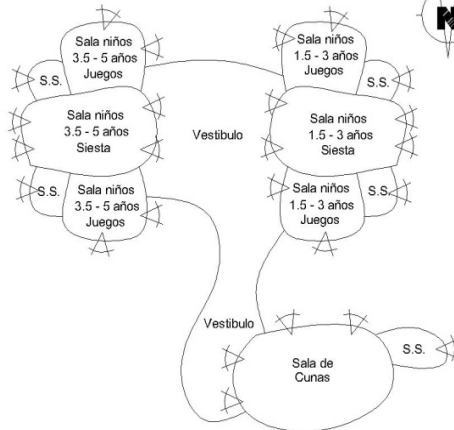 N
Sala niños
3.5 - 5 años
Juegos
S.S.
Sala niños
3.5 - 5 años
Siesta
S.S.
Sala niños
3.5 - 5 años
Juegos
Vestibulo
Sala niños
1.5 - 3 años
Juegos
S.S.
Sala niños
1.5 - 3 años
Siesta
Sala niños
1.5 - 3 años
Juegos
S.S.
Vestibulo
Sala de
Cunas
S.S.